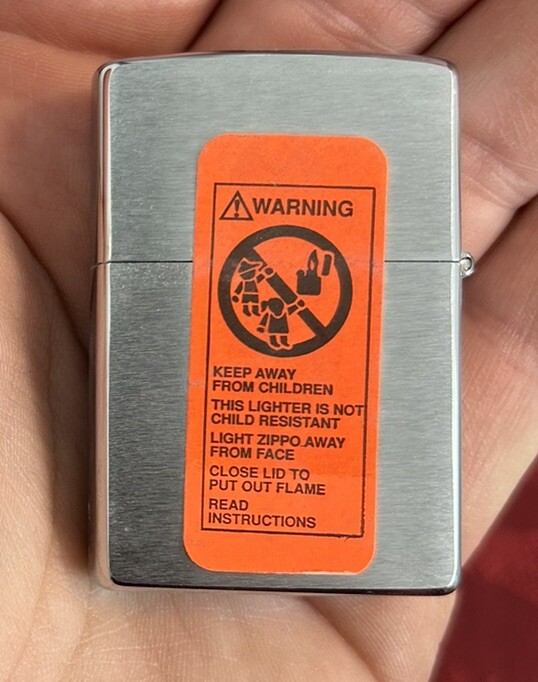 WARNING
KEEP AWAY
FROM CHILDREN
THIS LIGHTER IS NOT
CHILD RESISTANT
LIGHT ZIPPO AWAY
FROM FACE
CLOSE LID TO
PUT OUT FLAME
READ
INSTRUCTIONS